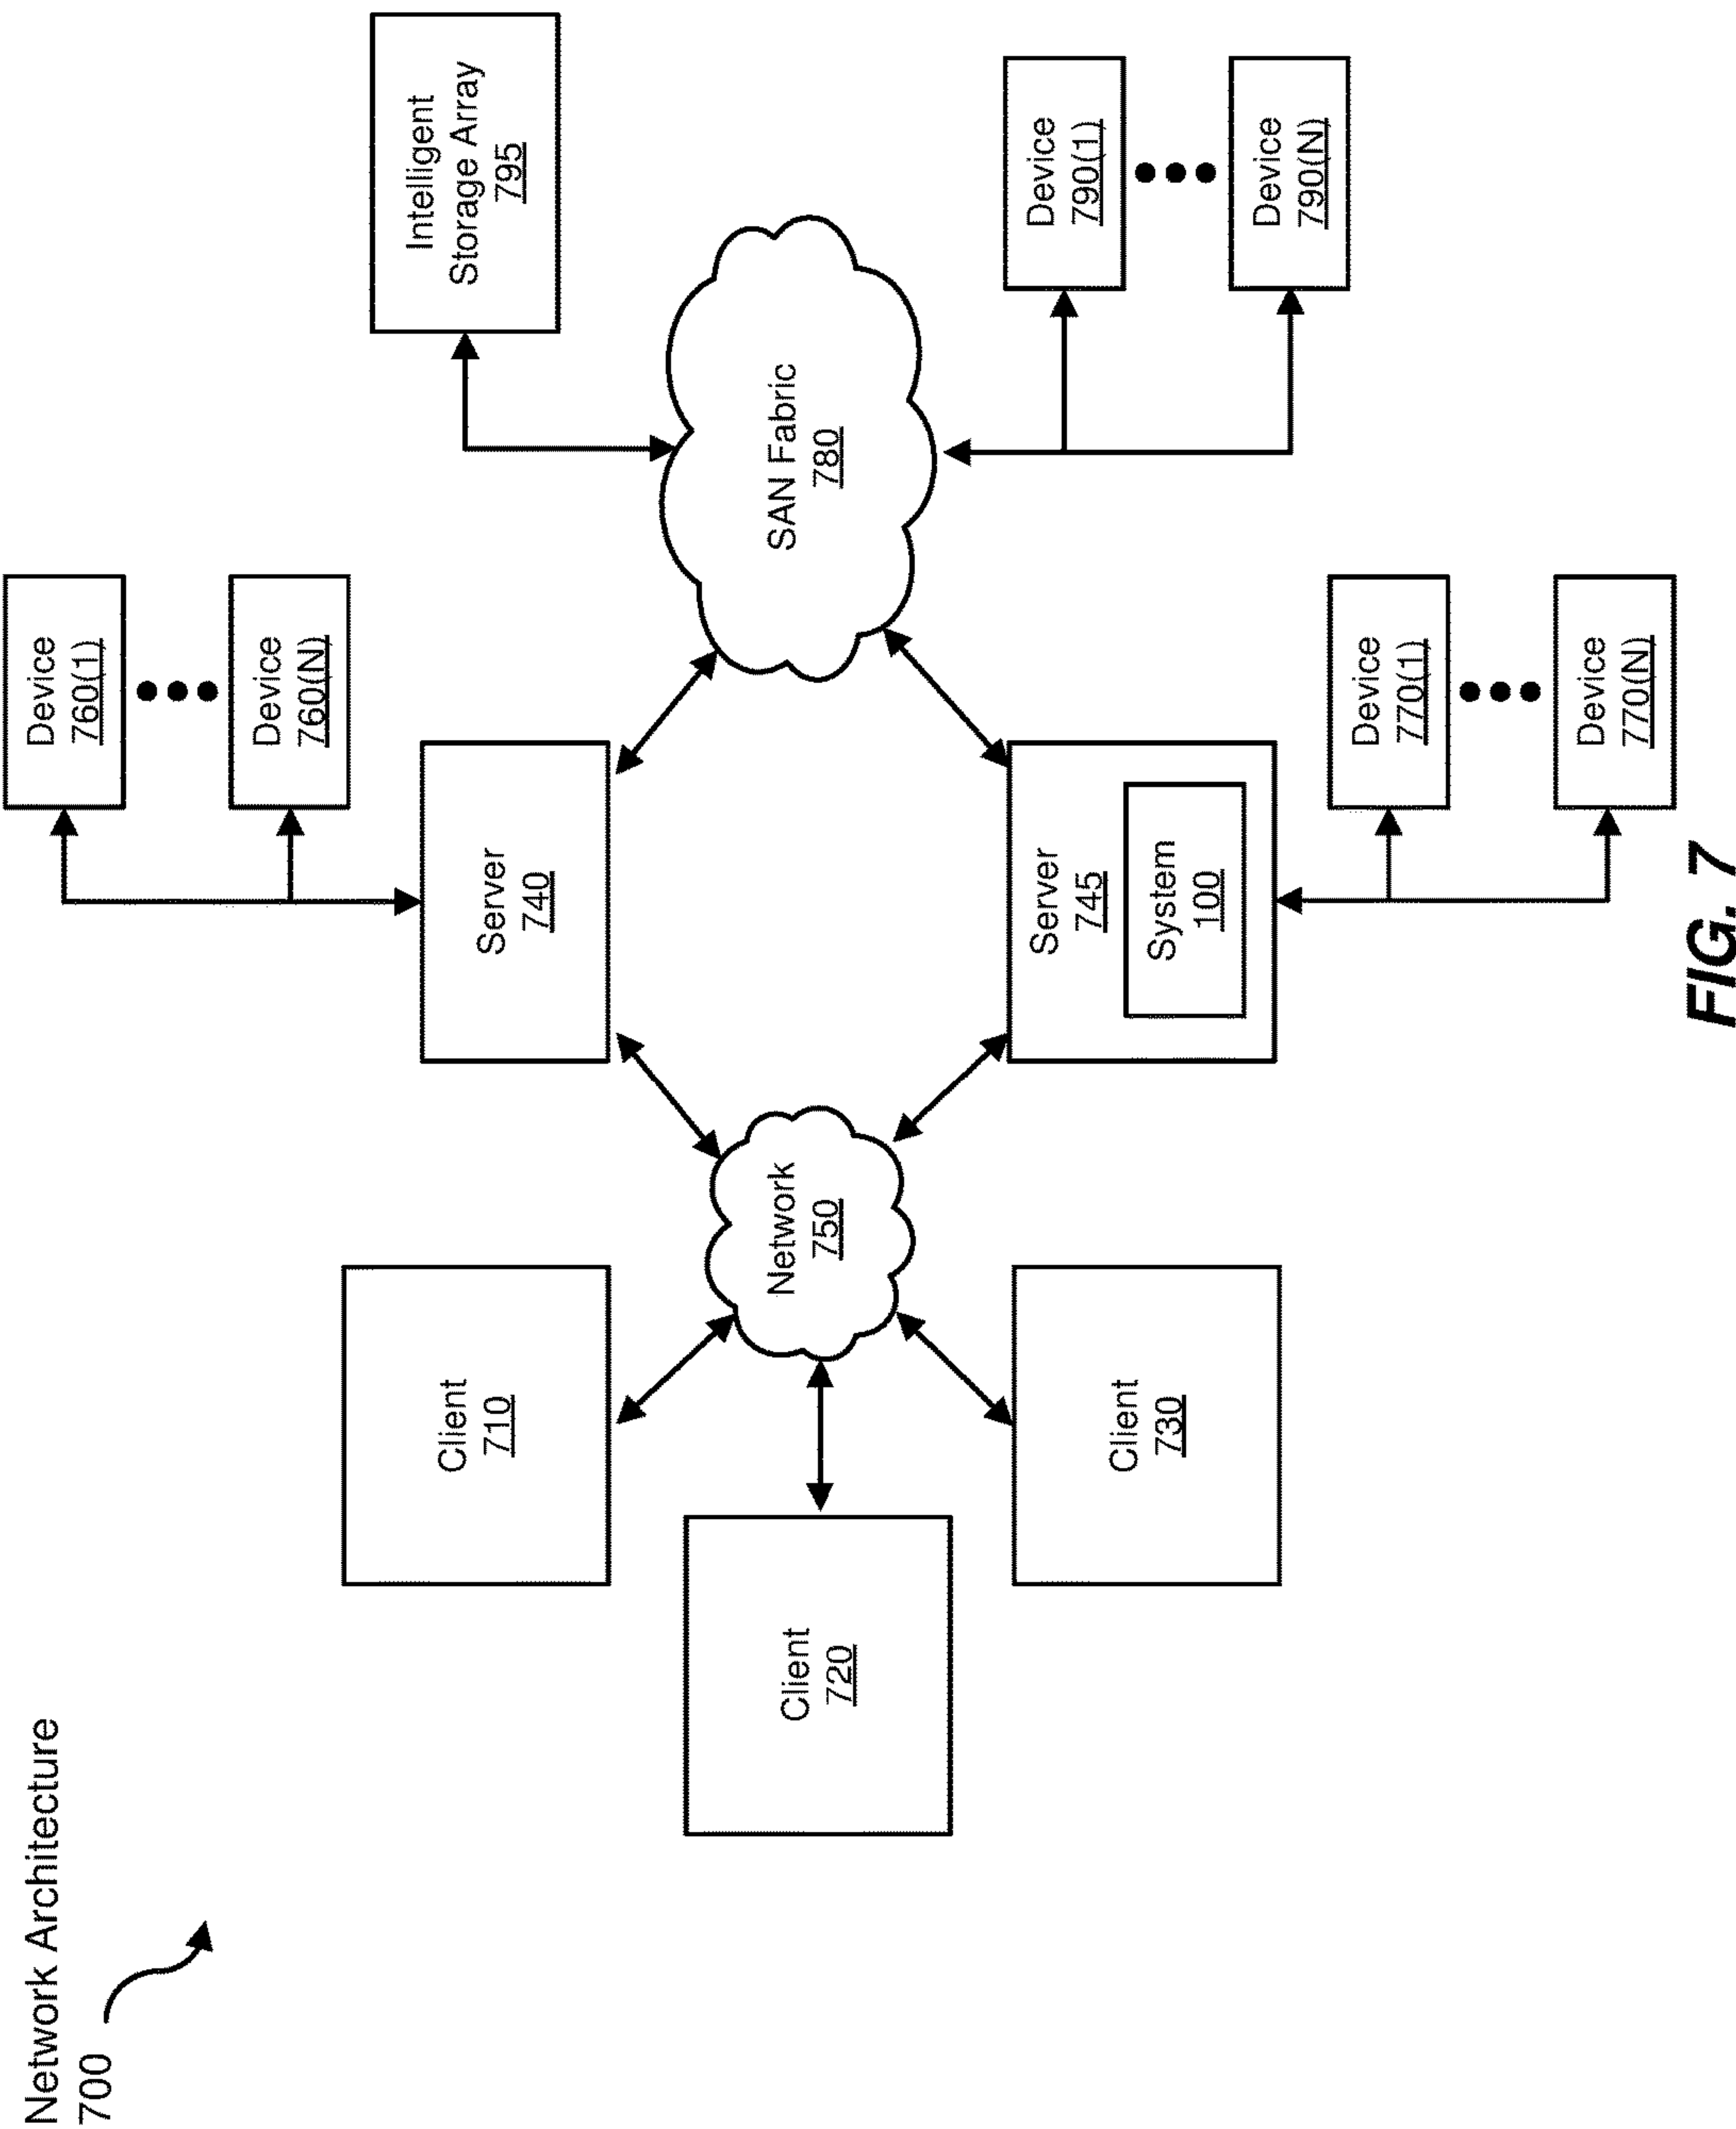 Network Architecture
700
Client
710
Client
720
Client
730
Network
750
Server
740
Server
745
System
100
Device
760(1)
Device
760(N)
Device
770(1)
Device
770(N)
SAN Fabric
780
Intelligent
Storage Array
795
Device
790(1)
Device
790(N)
FIG. 7